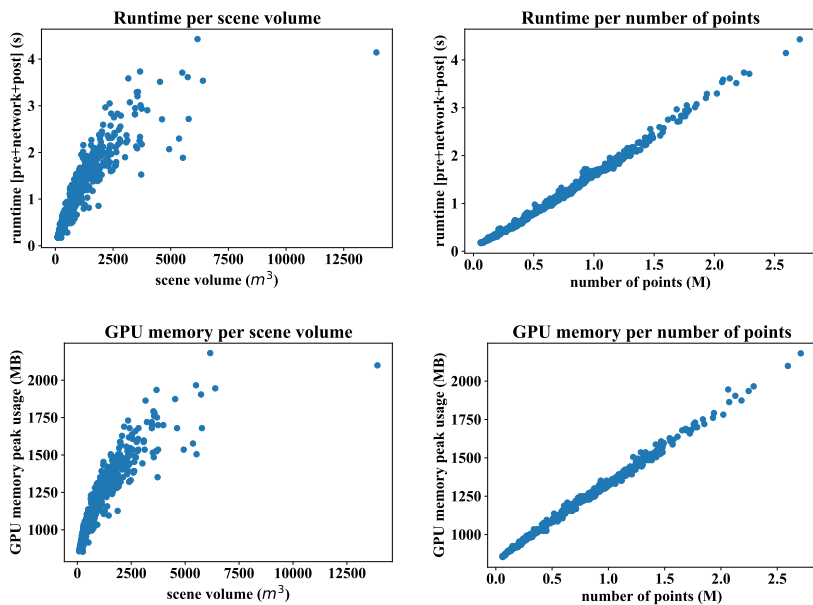 Runtime per scene volume
rumtime [pre+network+post] (s)
4
3
2
1
0
0 2500 5000 7500 10000 12500
scene volume (m³)
Runtime per number of points
rumtime [pre+network+post] (s)
4
3
2
1
0
0.0 0.5 1.0 1.5 2.0 2.5
number of points (M)
GPU memory per scene volume
GPU memory peak usage (MB)
2000
1750
1500
1250
1000
0 2500 5000 7500 10000 12500
scene volume (m³)
GPU memory per number of points
GPU memory peak usage (MB)
2000
1750
1500
1250
1000
0.0 0.5 1.0 1.5 2.0 2.5
number of points (M)